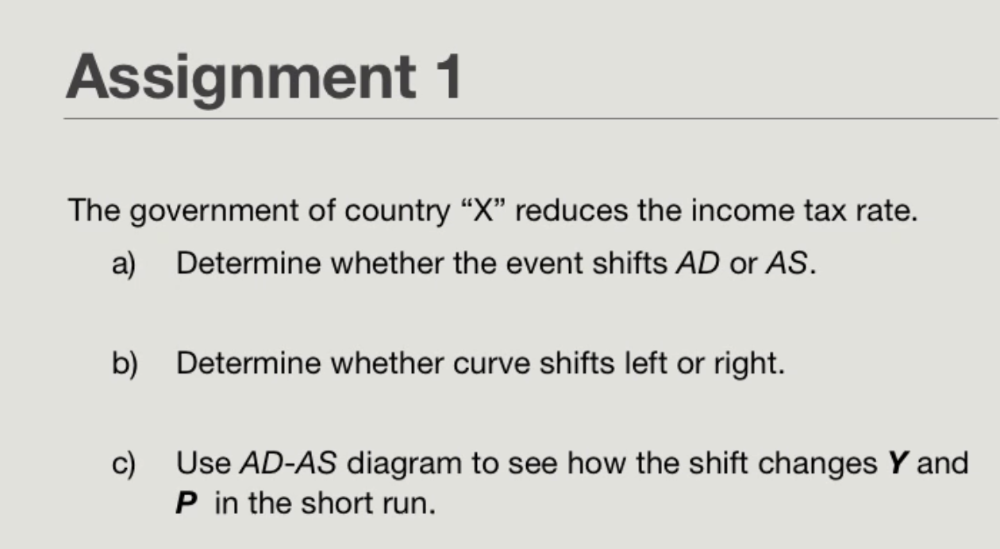 Assignment 1
The government of country “X” reduces the income tax rate.
a) Determine whether the event shifts AD or AS.
b) Determine whether curve shifts left or right.
c) Use AD-AS diagram to see how the shift changes Y and
P in the short run.